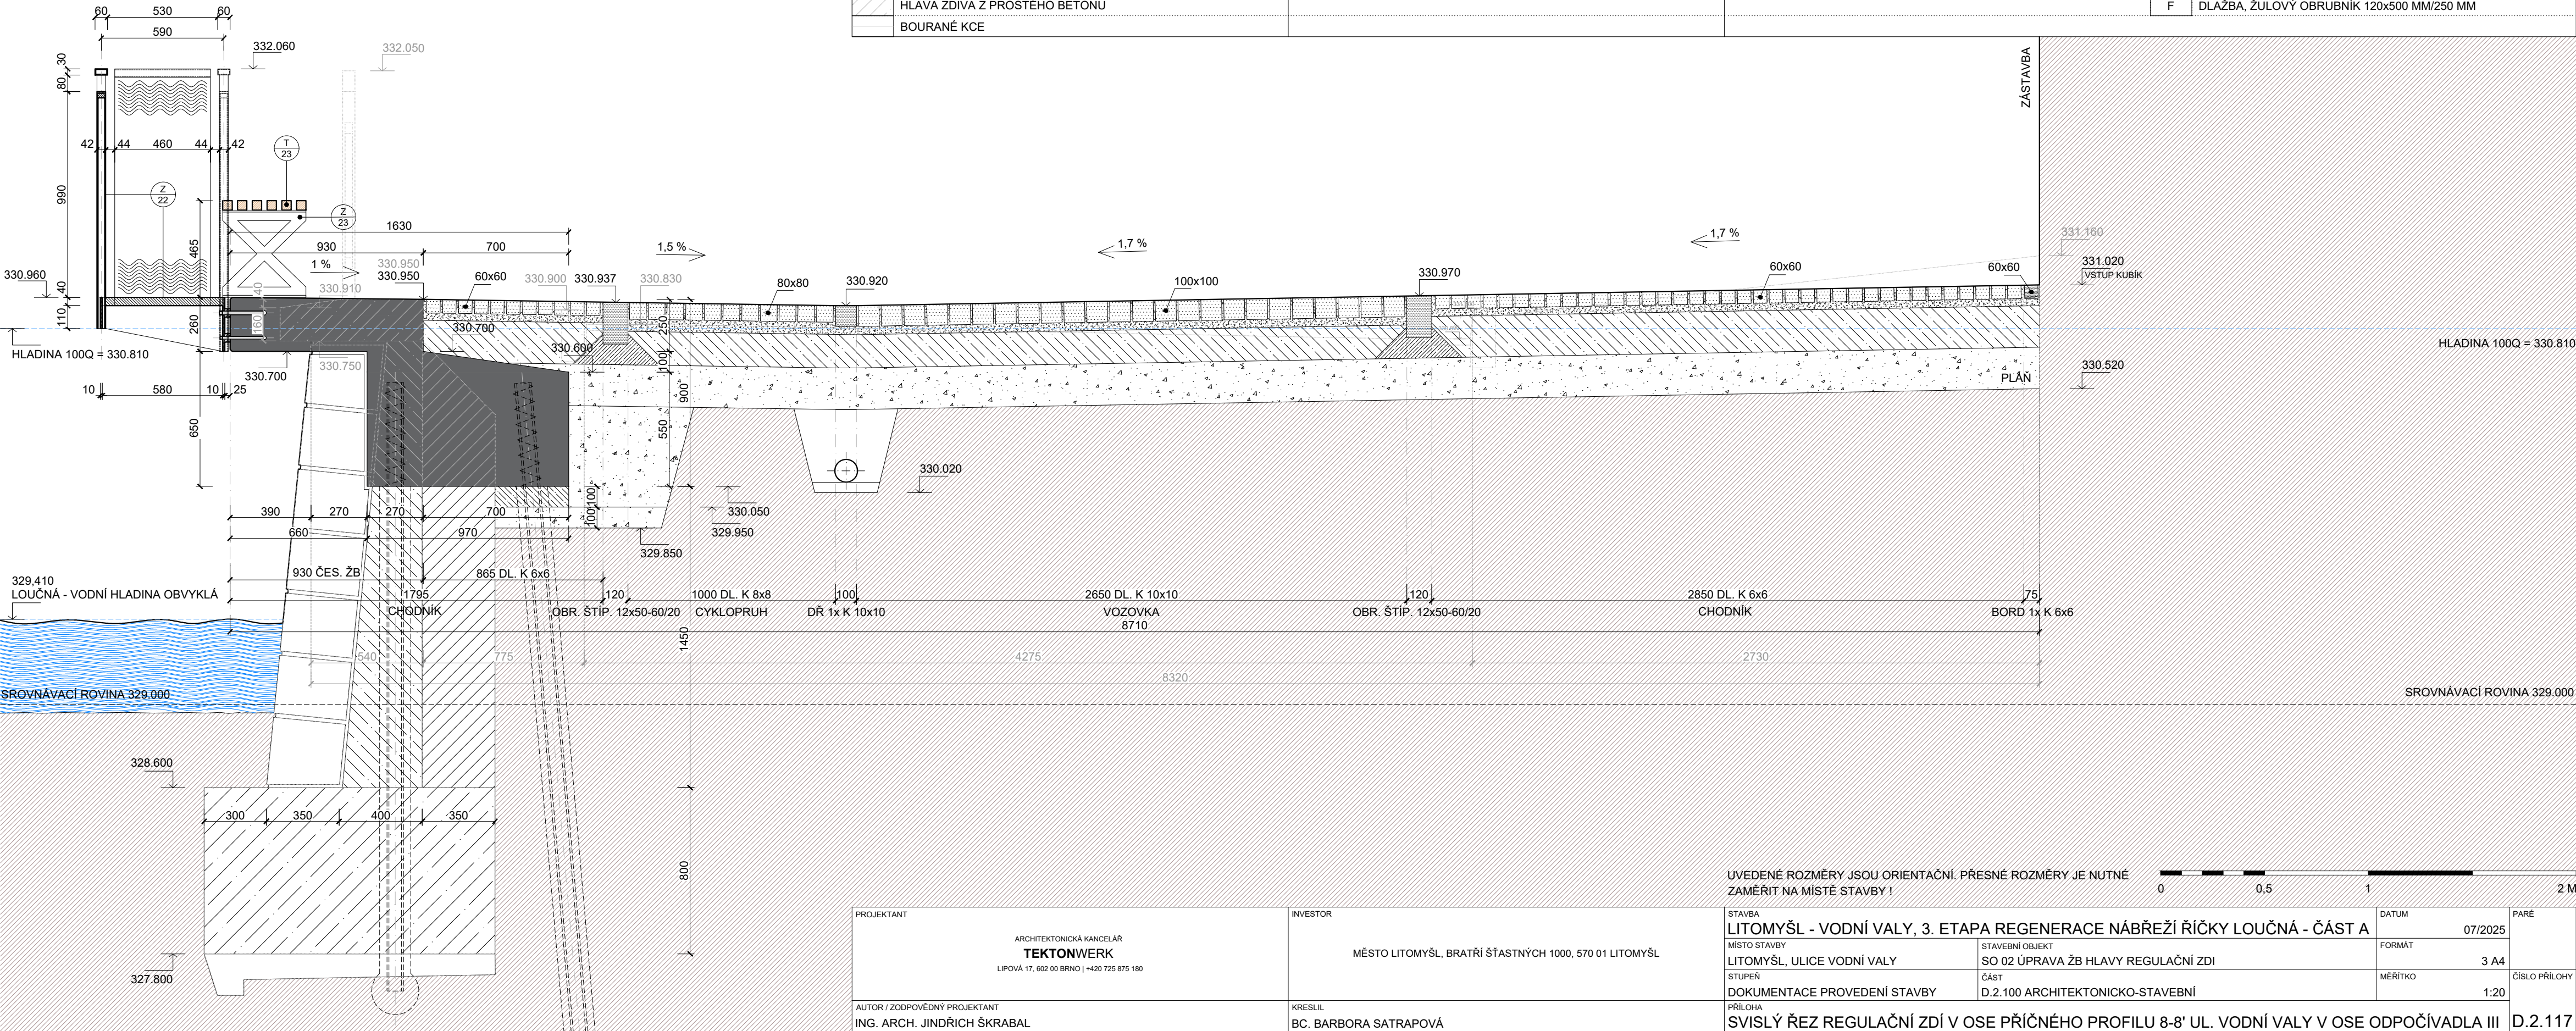 HLAVA ZDIVA Z PROSTÉHO BETONU
BOURANÉ KCE
F DLAŽBA, ŽULOVÝ OBRUBNÍK 120x500 MM/250 MM
60 530 60
590
332.060
332.050
30
80
990
40
110
42 44 460 44 42
T
23
Z
22
Z
23
465
260
650
1630
930 700
1 %
1,5 %
1,7 %
1,7 %
ZÁSTAVBA
331.160
331.020
VSTUP KUBÍK
330.960
330.950
330.950
330.910
60x60
330.900
330.937
330.830
80x80
330.920
100x100
330.970
60x60
60x60
40
160
330.700
330.600
250
100
550
900
HLADINA 100Q = 330.810
HLADINA 100Q = 330.810
330.700
330.750
10 580 10 25
PLÁŇ
330.520
330.020
100
100
330.050
329.950
329.850
390 270 270 700
660 970
930 ČES. ŽB 865 DL. K 6x6
1795 120 1000 DL. K 8x8 100 2650 DL. K 10x10 120 2850 DL. K 6x6 75
CHODNÍK OBR. ŠTÍP. 12x50-60/20 CYKLOPRUH DŘ 1x K 10x10 VOZOVKA OBR. ŠTÍP. 12x50-60/20 CHODNÍK BORD 1x K 6x6
8710
329,410
LOUČNÁ - VODNÍ HLADINA OBVYKLÁ
540 775 4275 2730
8320
1450
SROVNÁVACÍ ROVINA 329.000
SROVNÁVACÍ ROVINA 329.000
328.600
300 350 400 350
800
327.800
UVEDENÉ ROZMĚRY JSOU ORIENTAČNÍ. PŘESNÉ ROZMĚRY JE NUTNÉ
ZAMĚŘIT NA MÍSTĚ STAVBY !
0 0,5 1 2 M
PROJEKTANT
ARCHITEKTONICKÁ KANCELÁŘ
TEKTONWERK
LIPOVÁ 17, 602 00 BRNO | +420 725 875 180
INVESTOR
MĚSTO LITOMYŠL, BRATŘÍ ŠŤASTNÝCH 1000, 570 01 LITOMYŠL
STAVBA
LITOMYŠL - VODNÍ VALY, 3. ETAPA REGENERACE NÁBŘEŽÍ ŘÍČKY LOUČNÁ - ČÁST A
DATUM
07/2025
PARÉ
MÍSTO STAVBY
LITOMYŠL, ULICE VODNÍ VALY
STAVEBNÍ OBJEKT
SO 02 ÚPRAVA ŽB HLAVY REGULAČNÍ ZDI
FORMÁT
3 A4
STUPEŇ
DOKUMENTACE PROVEDENÍ STAVBY
ČÁST
D.2.100 ARCHITEKTONICKO-STAVEBNÍ
MĚŘÍTKO
1:20
ČÍSLO PŘÍLOHY
D.2.117
AUTOR / ZODPOVĚDNÝ PROJEKTANT
ING. ARCH. JINDŘICH ŠKRABAL
KRESLIL
BC. BARBORA SATRAPOVÁ
PŘÍLOHA
SVISLÝ ŘEZ REGULAČNÍ ZDÍ V OSE PŘÍČNÉHO PROFILU 8-8' UL. VODNÍ VALY V OSE ODPOČÍVADLA III